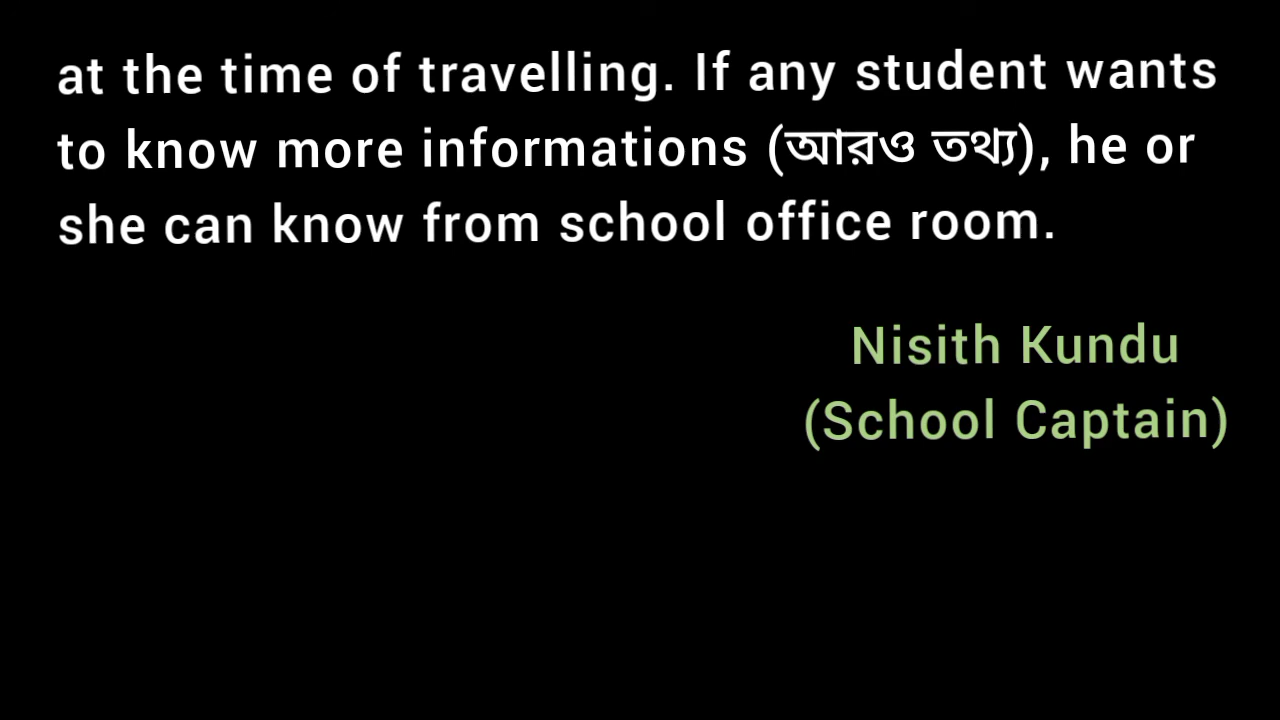 at the time of travelling. If any student wants
to know more informations (আরও তথ্য), he or
she can know from school office room.
Nisith Kundu
(School Captain)